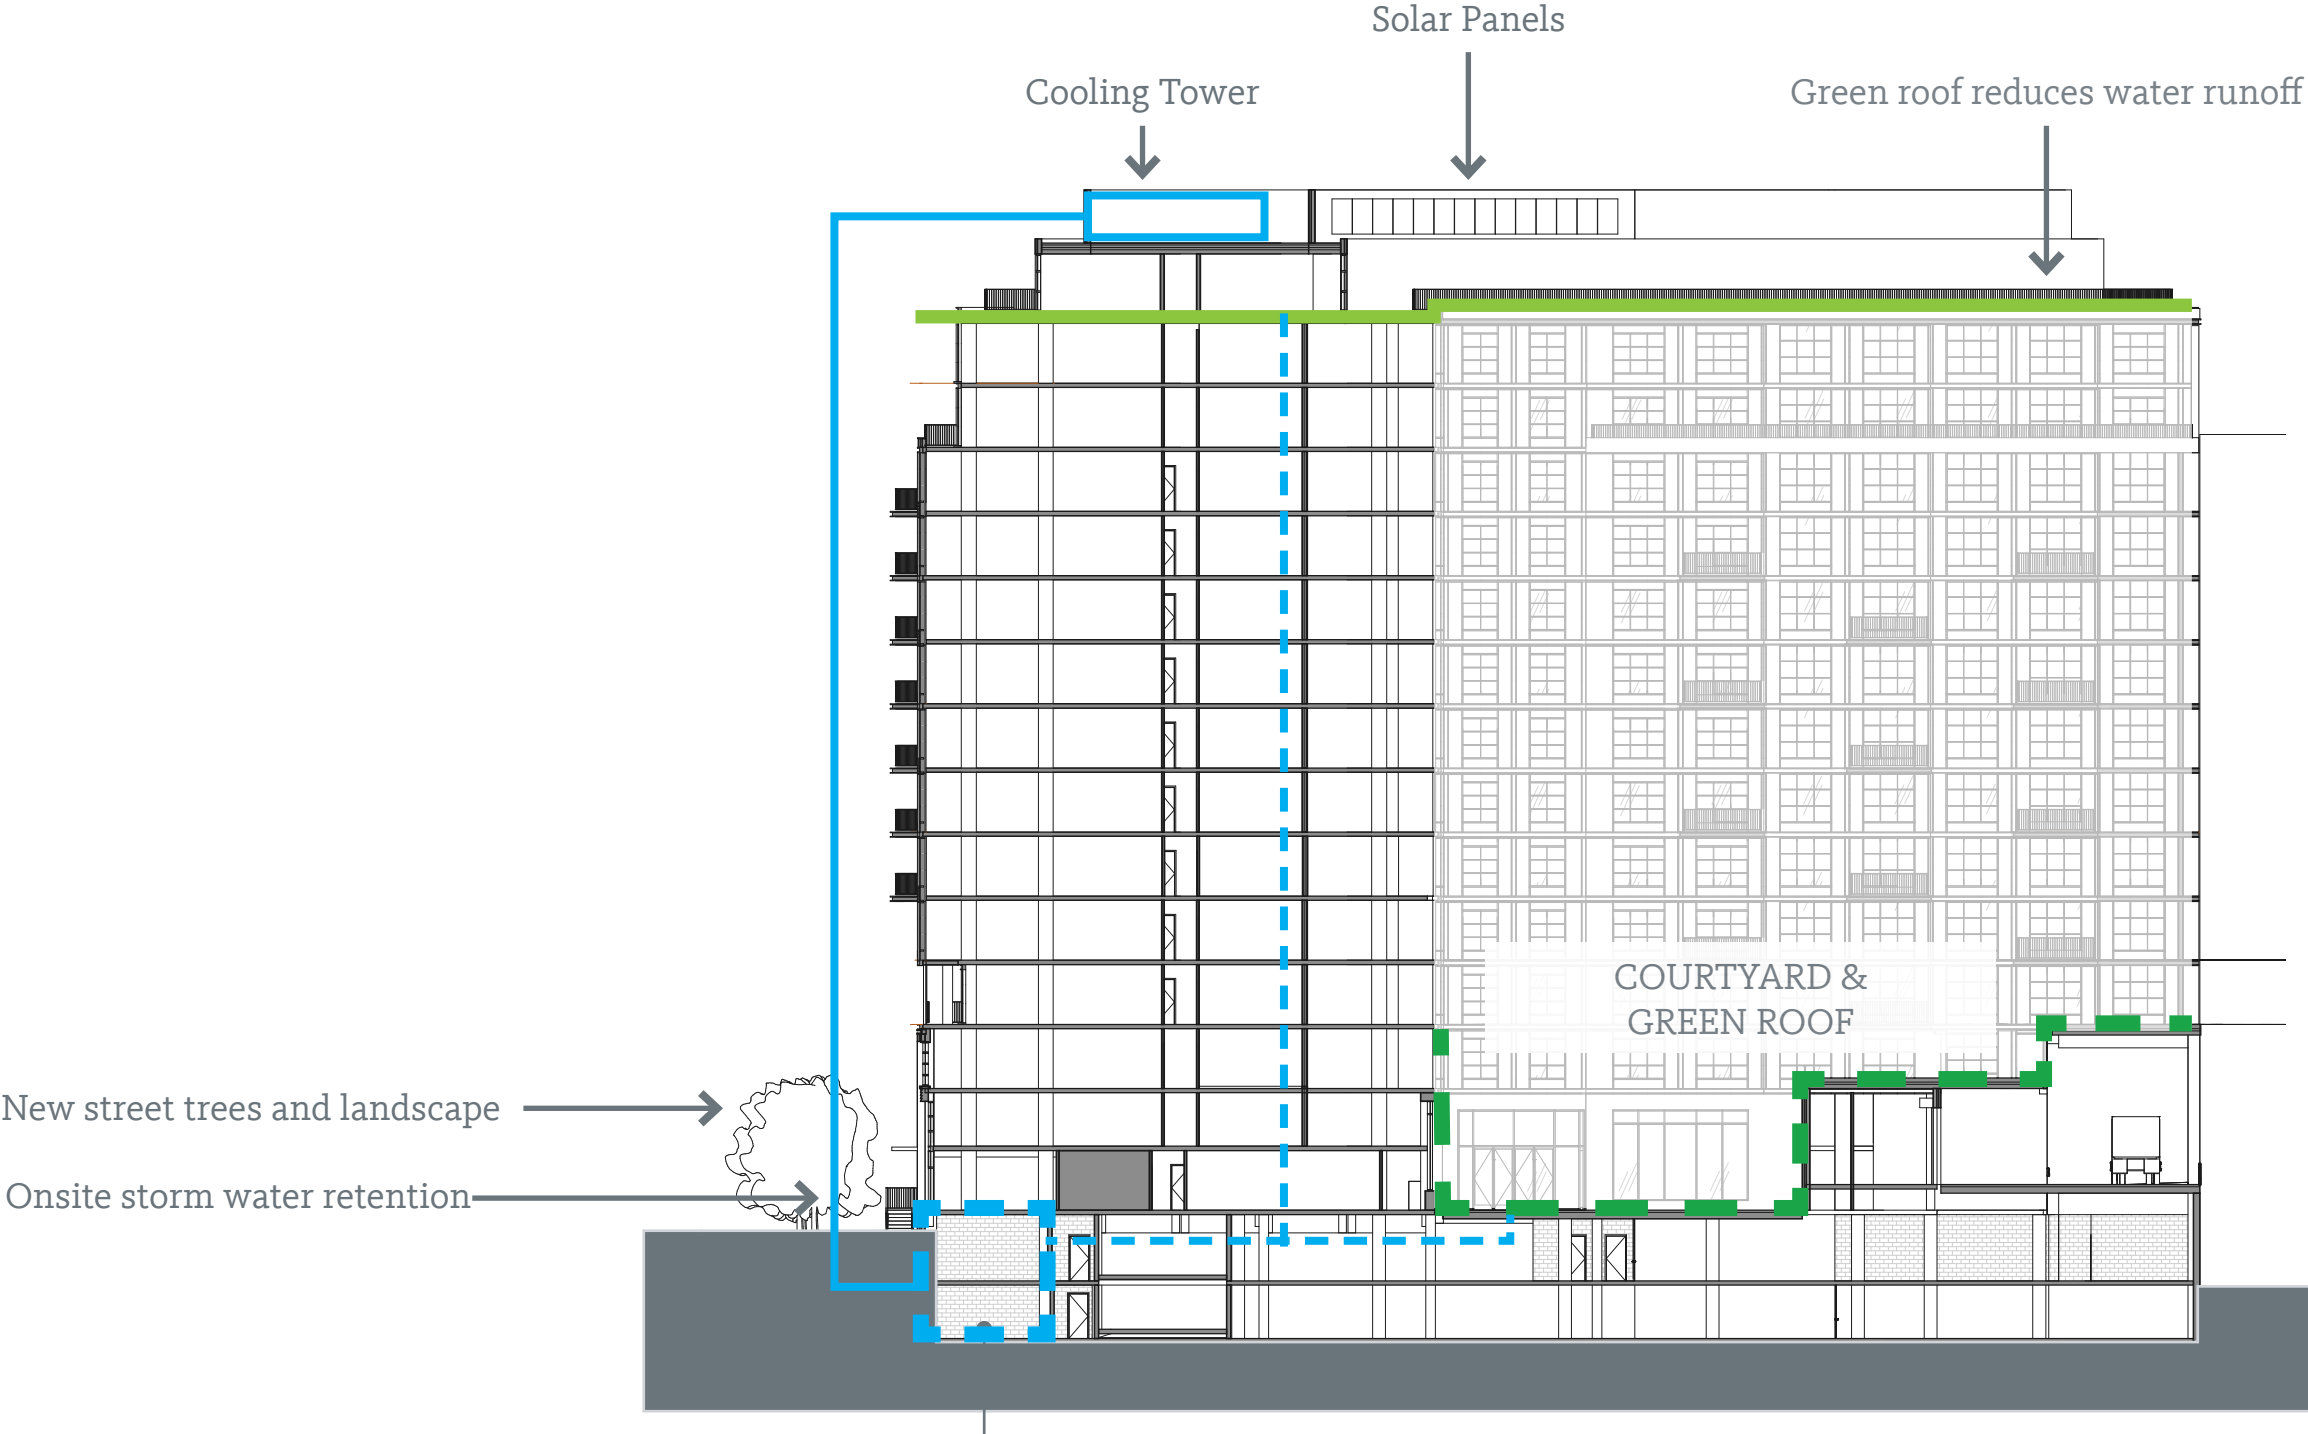 Solar Panels
Cooling Tower
Green roof reduces water runoff
COURTYARD &
GREEN ROOF
New street trees and landscape
Onsite storm water retention